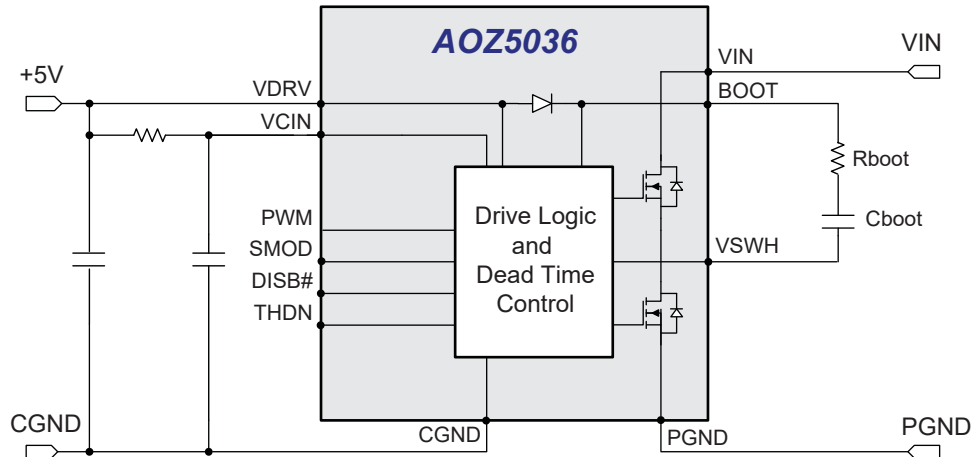 AOZ5036
VIN
VIN
+5V
VDRV
BOOT
VCIN
Rboot
Drive Logic
and
Dead Time
Control
PWM
SMOD
DISB#
THDN
Cboot
VSWH
CGND
CGND
PGND
PGND